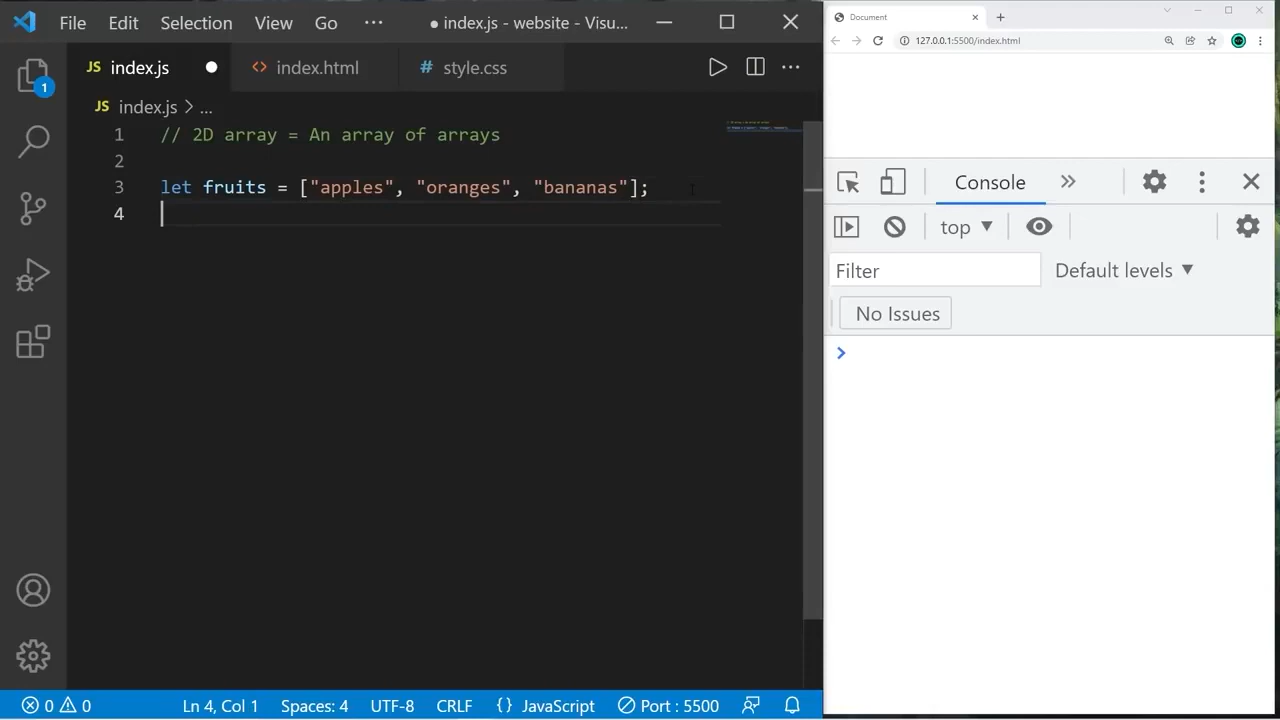 File Edit Selection View Go ··· ● index.js - website - Visu...
JS index.js ● <> index.html # style.css
JS index.js > ...
1 // 2D array = An array of arrays
2
3 let fruits = ["apples", "oranges", "bananas"];
4
1
0 0 Ln 4, Col 1 Spaces: 4 UTF-8 CRLF {} JavaScript Port : 5500
Document
127.0.0.1:5500/index.html
Console
top
Filter Default levels
No Issues